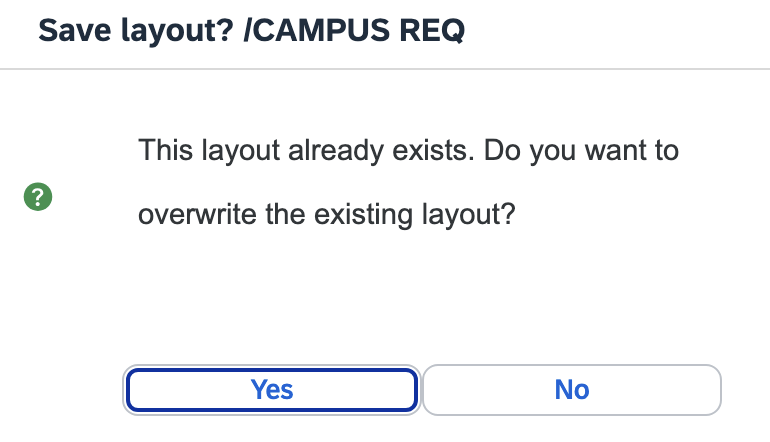 Save layout? /CAMPUS REQ
This layout already exists. Do you want to
?
overwrite the existing layout?
Yes
No